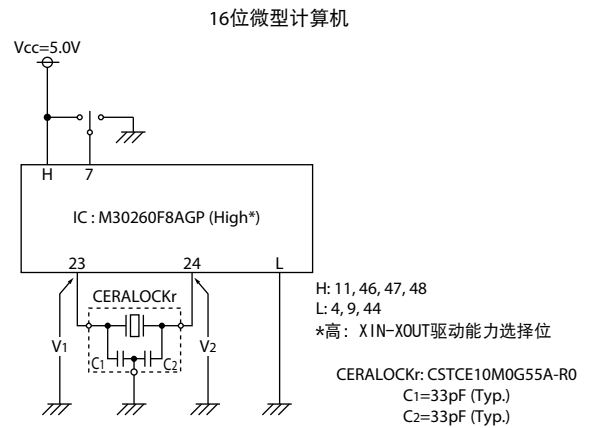 16位微型计算机
Vcc=5.0V
H 7
IC : M30260F8AGP (High*)
23 24 L
CERALOCKr
V1 C1 C2 V2
H: 11, 46, 47, 48
L: 4, 9, 44
*高: XIN-XOUT驱动能力选择位
CERALOCKr: CSTCE10M0G55A-R0
C1=33pF (Typ.)
C2=33pF (Typ.)